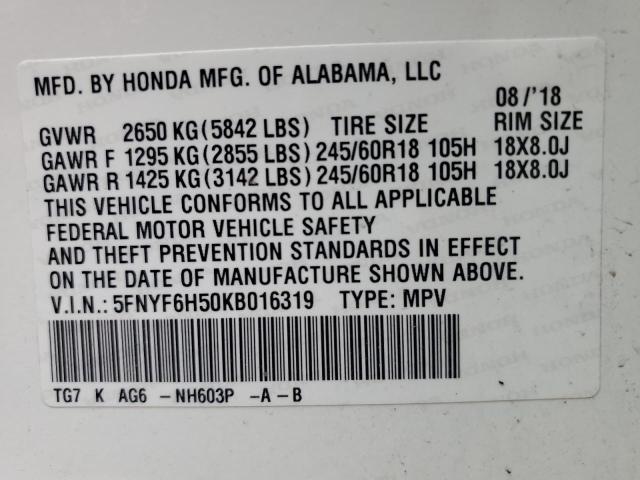 MFD. BY HONDA MFG. OF ALABAMA, LLC
08/'18
GVWR 2650 KG(5842 LBS) TIRE SIZE RIM SIZE
GAWR F 1295 KG(2855 LBS) 245/60R18 105H 18X8.0J
GAWR R 1425 KG(3142 LBS) 245/60R18 105H 18X8.0J
THIS VEHICLE CONFORMS TO ALL APPLICABLE
FEDERAL MOTOR VEHICLE SAFETY
AND THEFT PREVENTION STANDARDS IN EFFECT
ON THE DATE OF MANUFACTURE SHOWN ABOVE.
V.I.N.: 5FNYF6H50KB016319 TYPE: MPV
TG7 K AG6 -NH603P -A-B